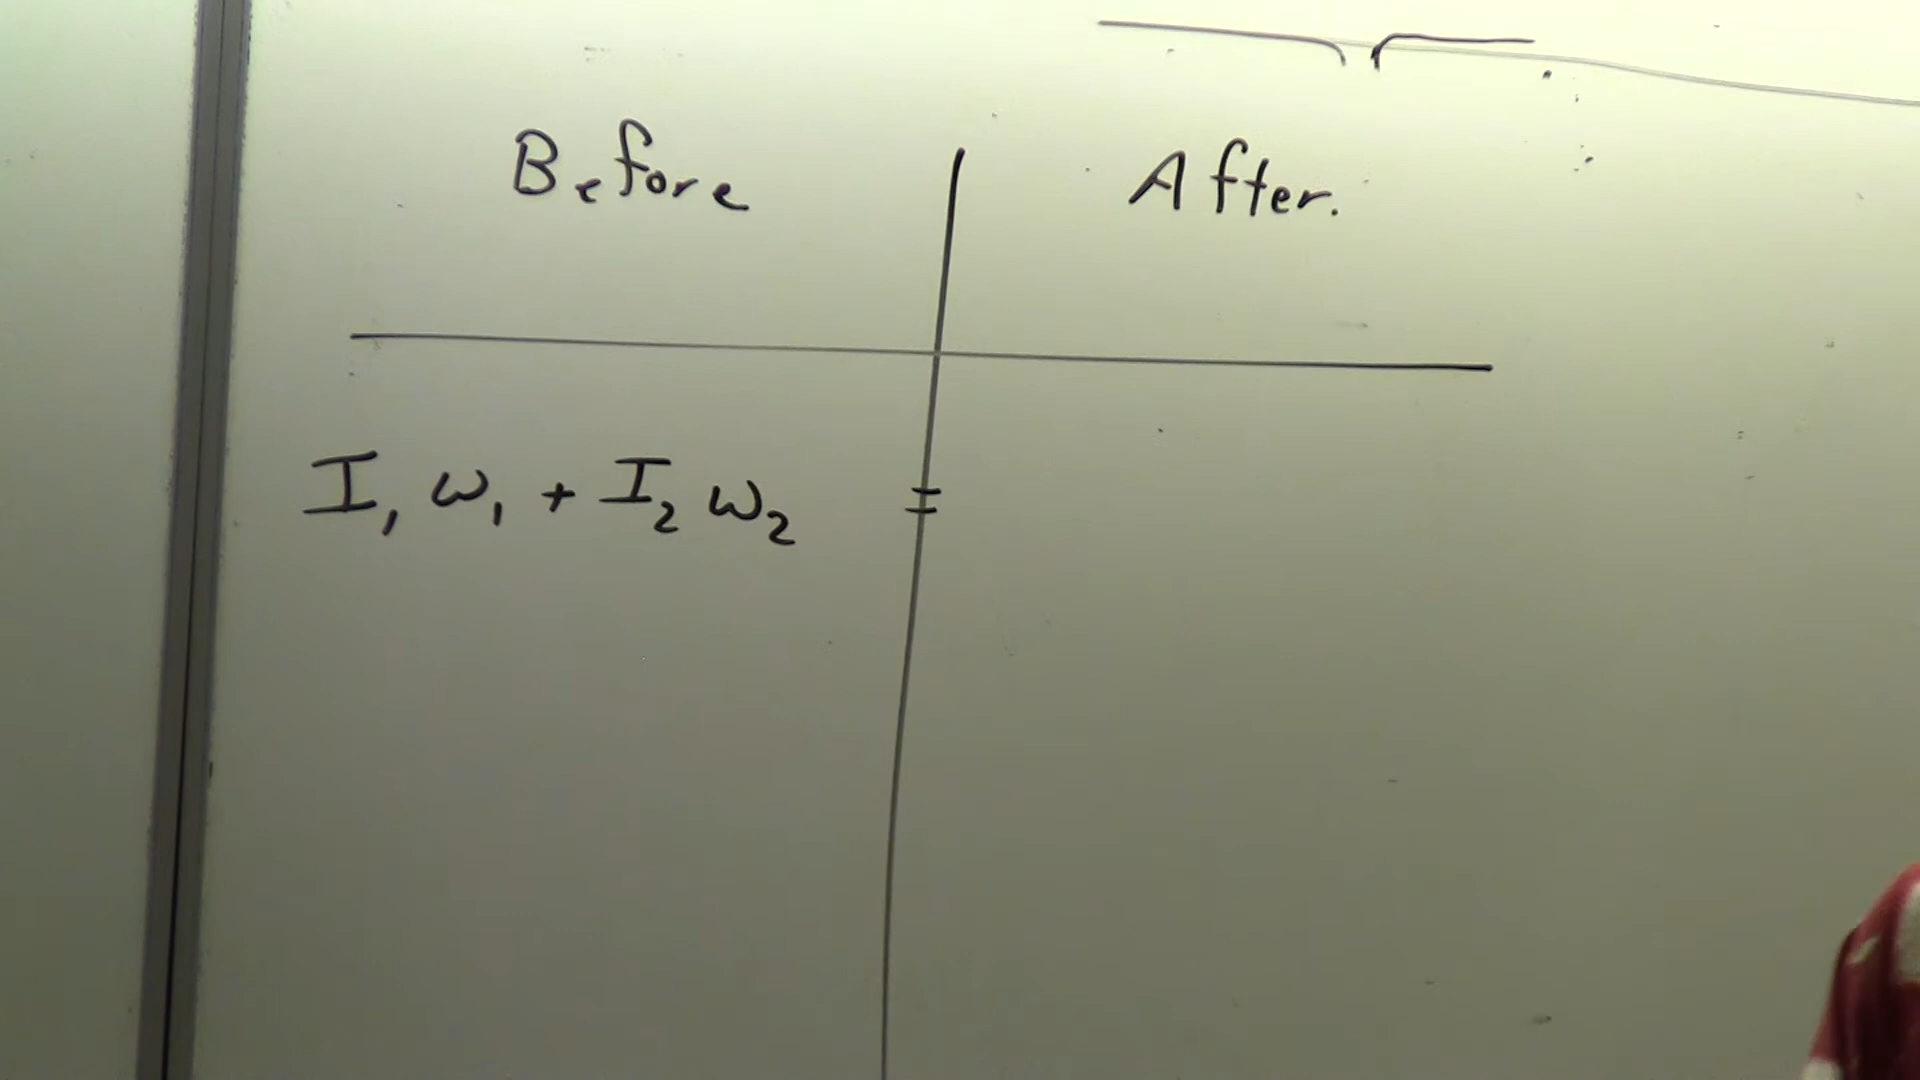 Before After.
I₁ ω₁ + I₂ ω₂ =